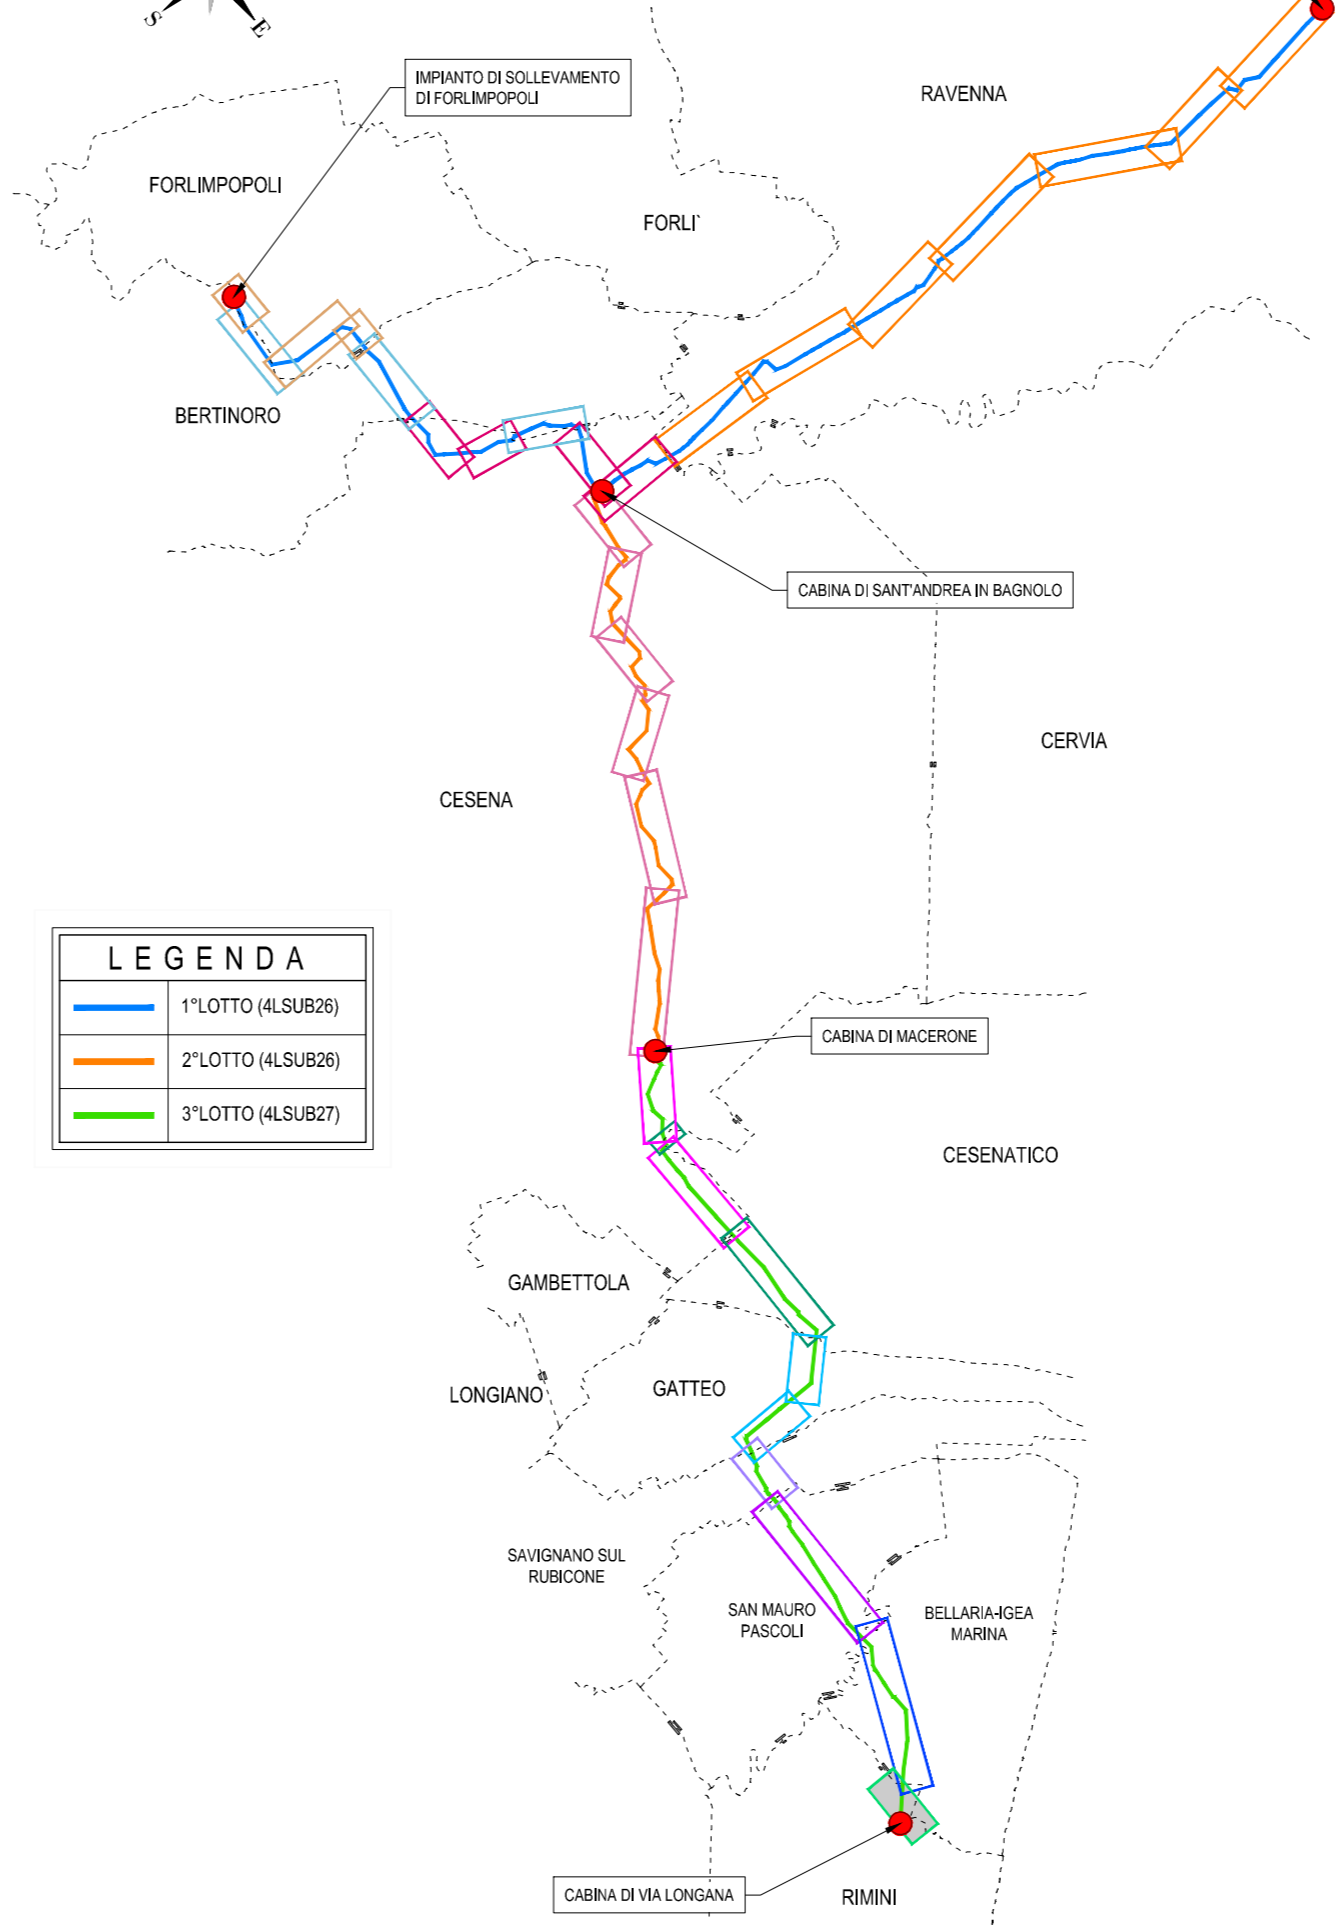 S
E
IMPIANTO DI SOLLEVAMENTO
DI FORLIMPOPOLI
RAVENNA
FORLIMPOPOLI
FORLI`
BERTINORO
CABINA DI SANT'ANDREA IN BAGNOLO
CERVIA
CESENA
LEGENDA
1°LOTTO (4LSUB26)
2°LOTTO (4LSUB26)
3°LOTTO (4LSUB27)
CABINA DI MACERONE
CESENATICO
GAMBETTOLA
LONGIANO
GATTEO
SAVIGNANO SUL
RUBICONE
SAN MAURO
PASCOLI
BELLARIA-IGEA
MARINA
CABINA DI VIA LONGANA
RIMINI